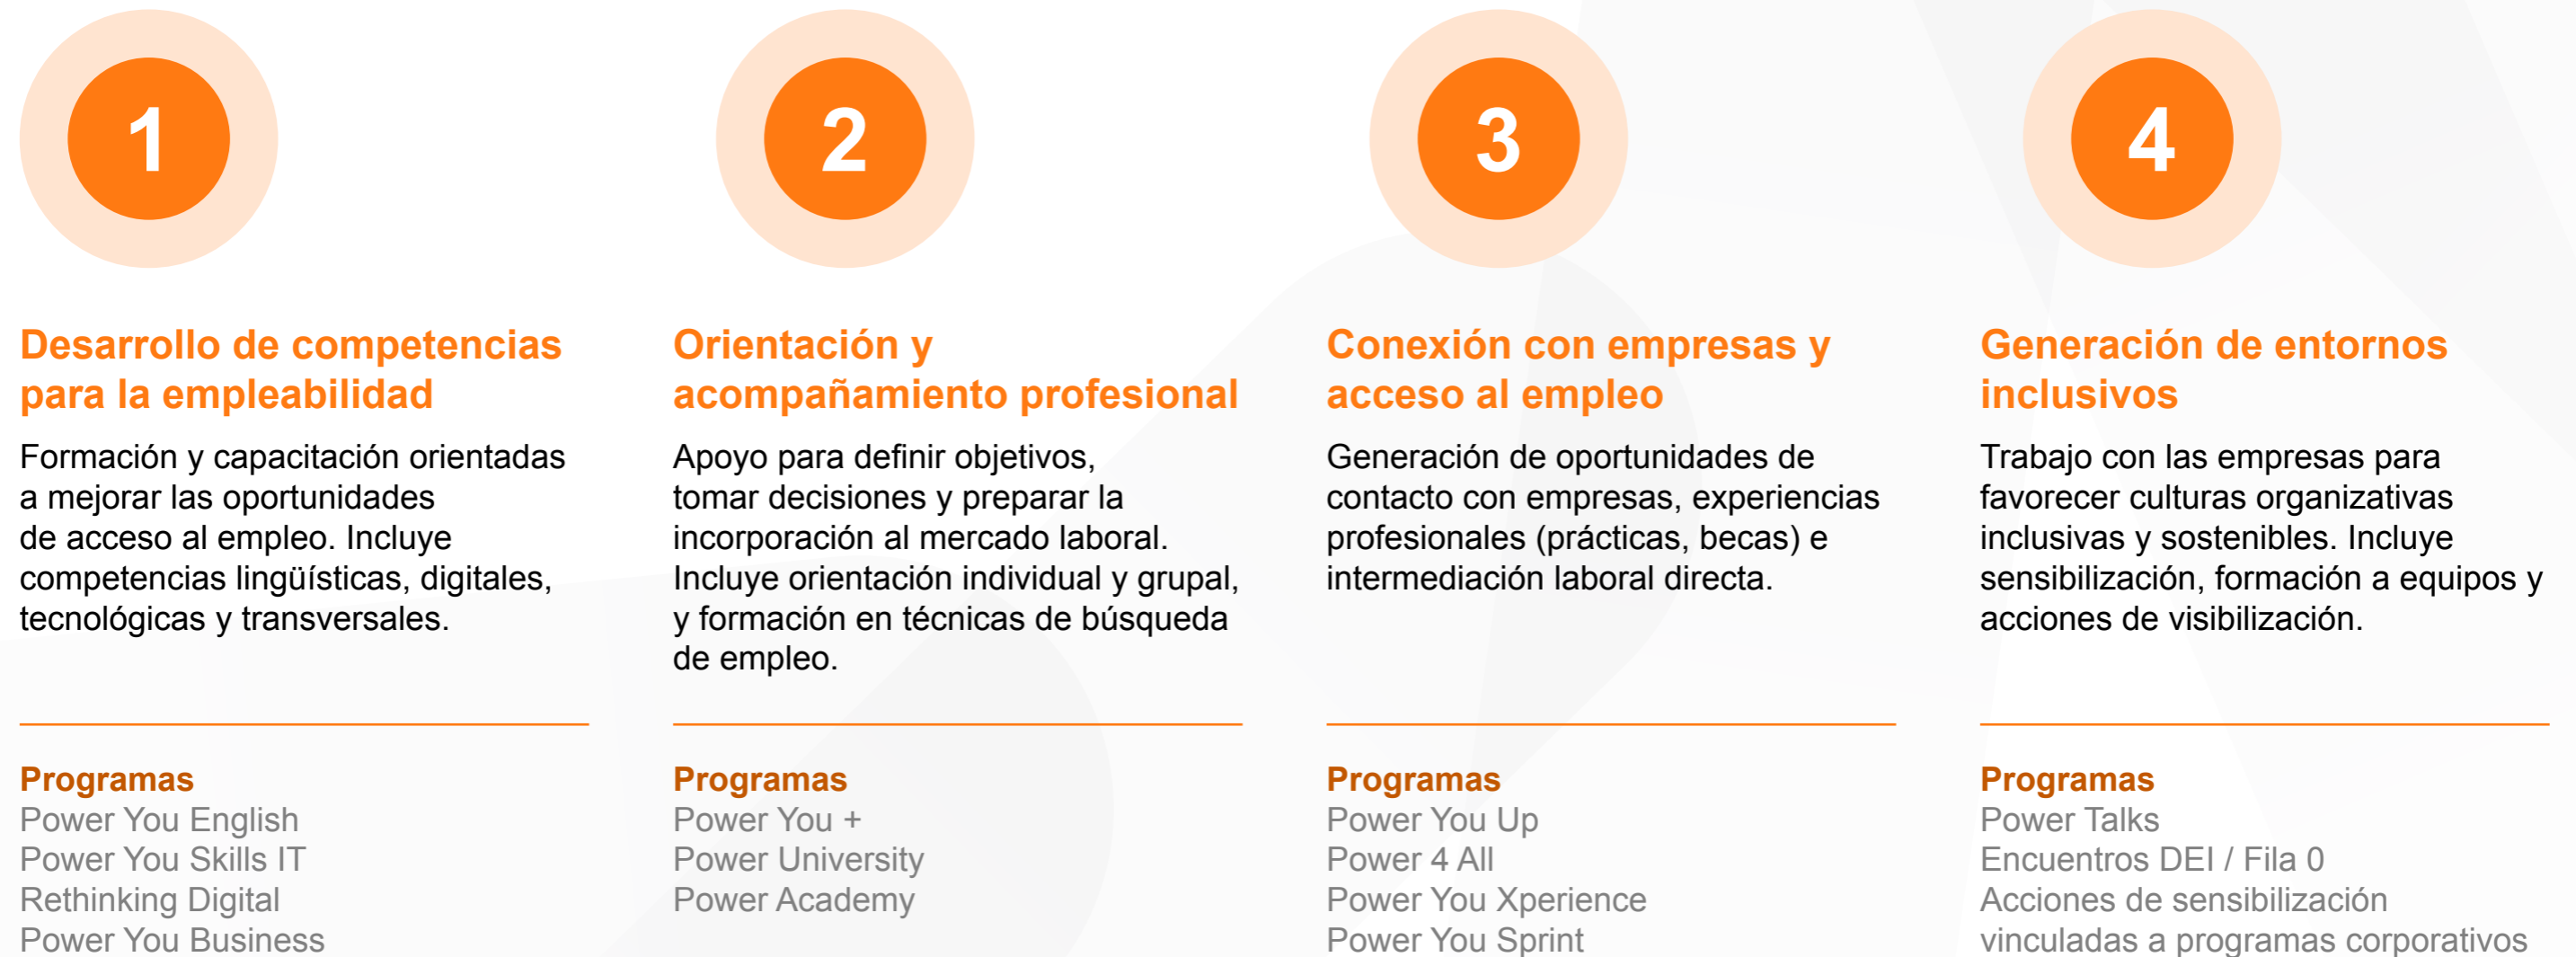 1
Desarrollo de competencias
para la empleabilidad
Formación y capacitación orientadas
a mejorar las oportunidades
de acceso al empleo. Incluye
competencias lingüísticas, digitales,
tecnológicas y transversales.
Programas
Power You English
Power You Skills IT
Rethinking Digital
Power You Business
2
Orientación y
acompañamiento profesional
Apoyo para definir objetivos,
tomar decisiones y preparar la
incorporación al mercado laboral.
Incluye orientación individual y grupal,
y formación en técnicas de búsqueda
de empleo.
Programas
Power You +
Power University
Power Academy
3
Conexión con empresas y
acceso al empleo
Generación de oportunidades de
contacto con empresas, experiencias
profesionales (prácticas, becas) e
intermediación laboral directa.
Programas
Power You Up
Power 4 All
Power You Xperience
Power You Sprint
4
Generación de entornos
inclusivos
Trabajo con las empresas para
favorecer culturas organizativas
inclusivas y sostenibles. Incluye
sensibilización, formación a equipos y
acciones de visibilización.
Programas
Power Talks
Encuentros DEI / Fila 0
Acciones de sensibilización
vinculadas a programas corporativos